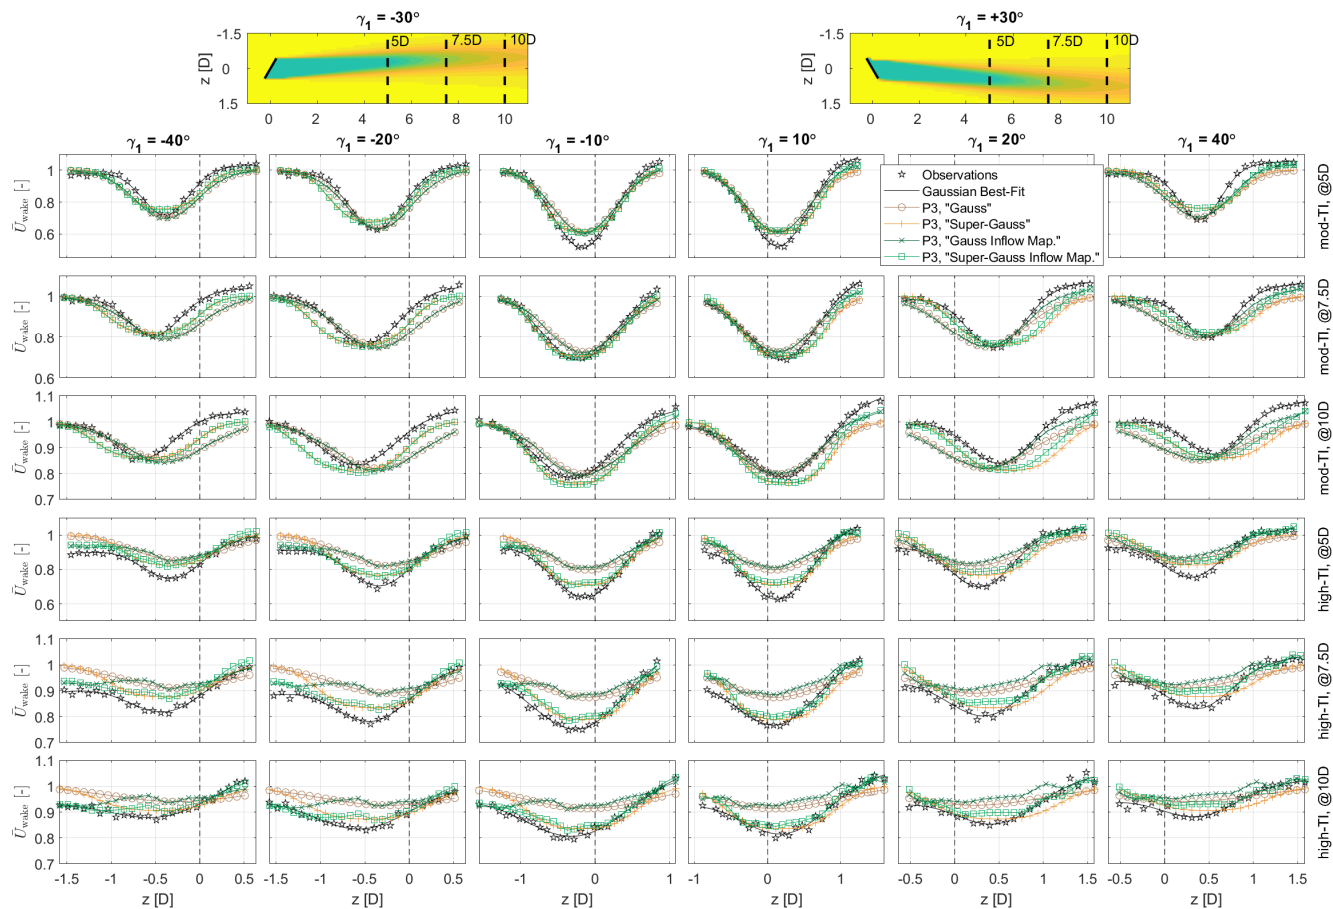 γ₁ = -30° γ₁ = +30°
-1.5 0 1.5 z [D] 5D 7.5D 10D
-1.5 0 1.5 z [D] 5D 7.5D 10D
0 2 4 6 8 10 0 2 4 6 8 10
γ₁ = -40° γ₁ = -20° γ₁ = -10° γ₁ = 10° γ₁ = 20° γ₁ = 40°
Ū_wake [-] 1 0.8 0.6 mod-TI, @5D
Observations
Gaussian Best-Fit
P3, "Gauss"
P3, "Super-Gauss"
P3, "Gauss Inflow Map."
P3, "Super-Gauss Inflow Map."
Ū_wake [-] 1 0.8 0.6 mod-TI, @7.5D
Ū_wake [-] 1.1 1 0.9 0.8 0.7 mod-TI, @10D
Ū_wake [-] 1 0.8 0.6 high-TI, @5D
Ū_wake [-] 1.1 1 0.9 0.8 0.7 high-TI, @7.5D
Ū_wake [-] 1.1 1 0.9 0.8 0.7 high-TI, @10D
-1.5 -1 -0.5 0 0.5 -1.5 -1 -0.5 0 0.5 -1 0 1 -1 0 1 -0.5 0 0.5 1 1.5 -0.5 0 0.5 1 1.5
z [D] z [D] z [D] z [D] z [D] z [D]